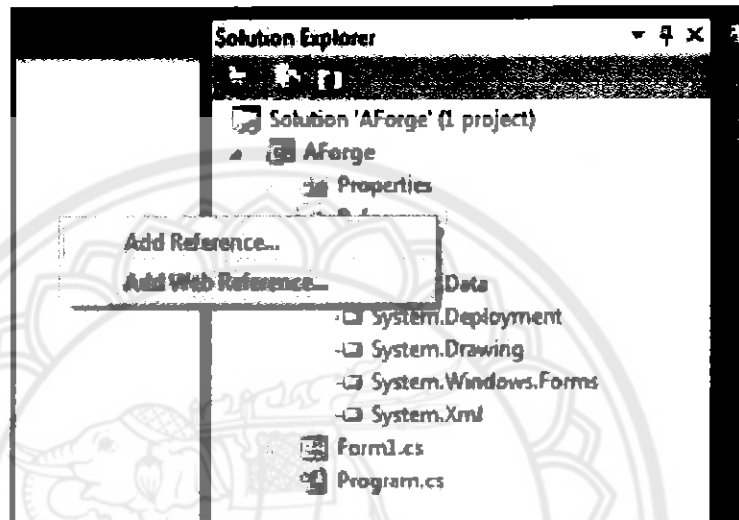 Solution Explorer
Solution 'AForge' (1 project)
AForge
Properties
Add Reference...
Add Web Reference...
Data
System.Deployment
System.Drawing
System.Windows.Forms
System.Xml
Form1.cs
Program.cs